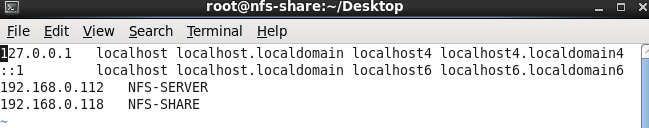 root@nfs-share:~/Desktop
File Edit View Search Terminal Help
127.0.0.1   localhost localhost.localdomain localhost4 localhost4.localdomain4
::1         localhost localhost.localdomain localhost6 localhost6.localdomain6
192.168.0.112   NFS-SERVER
192.168.0.118   NFS-SHARE
~